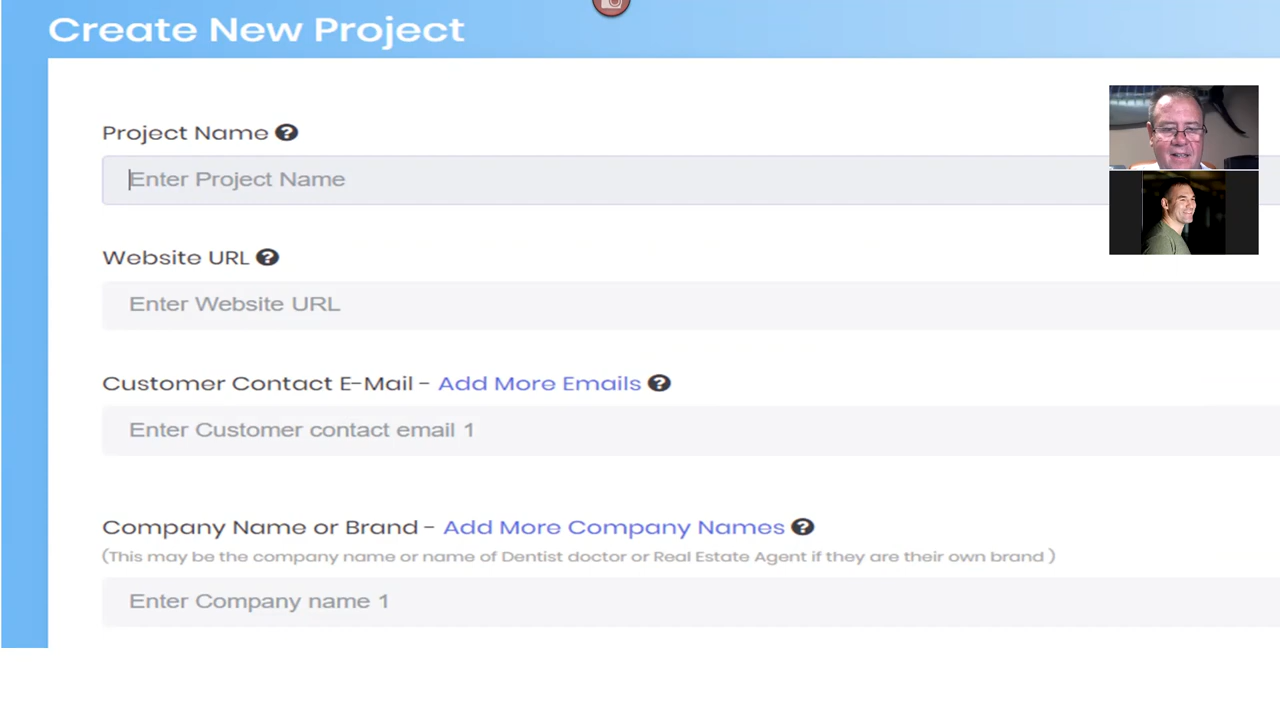 Create New Project
Project Name
Enter Project Name
Website URL
Enter Website URL
Customer Contact E-Mail - Add More Emails
Enter Customer contact email 1
Company Name or Brand - Add More Company Names
(This may be the company name or name of Dentist doctor or Real Estate Agent if they are their own brand )
Enter Company name 1